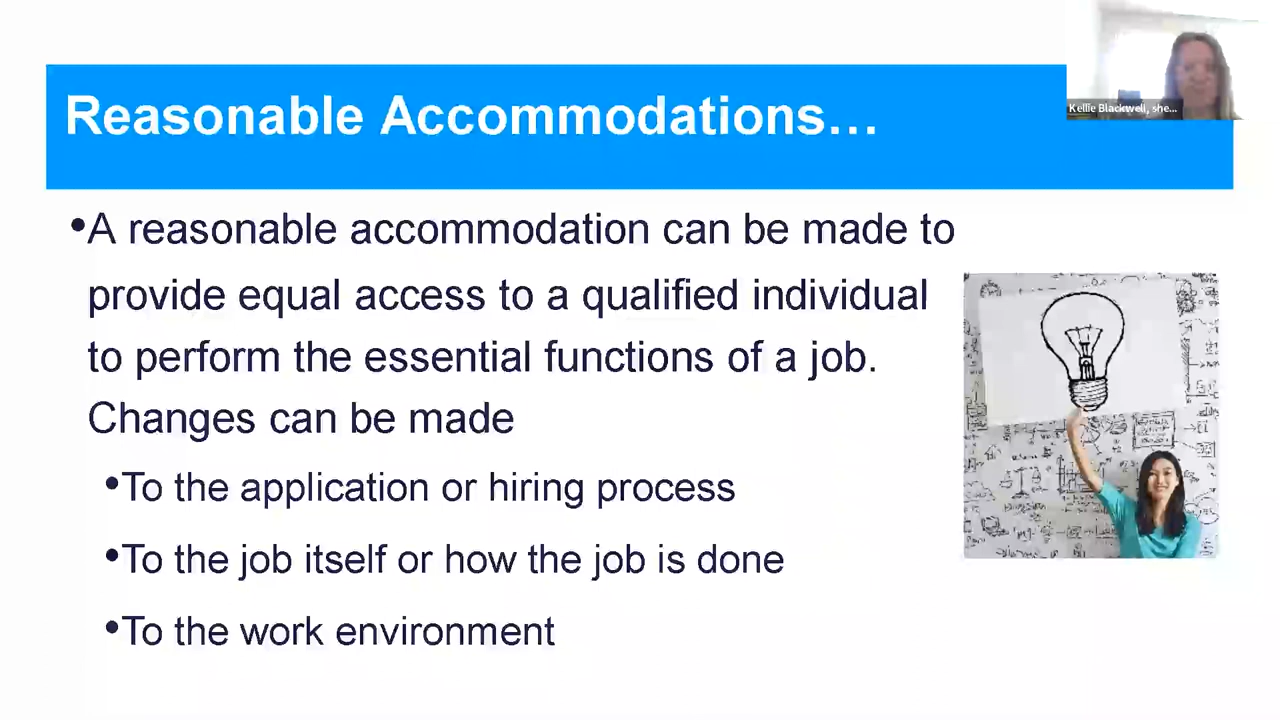 Reasonable Accommodations…
Kellie Blackwell, she...
•A reasonable accommodation can be made to
provide equal access to a qualified individual
to perform the essential functions of a job.
Changes can be made
•To the application or hiring process
•To the job itself or how the job is done
•To the work environment